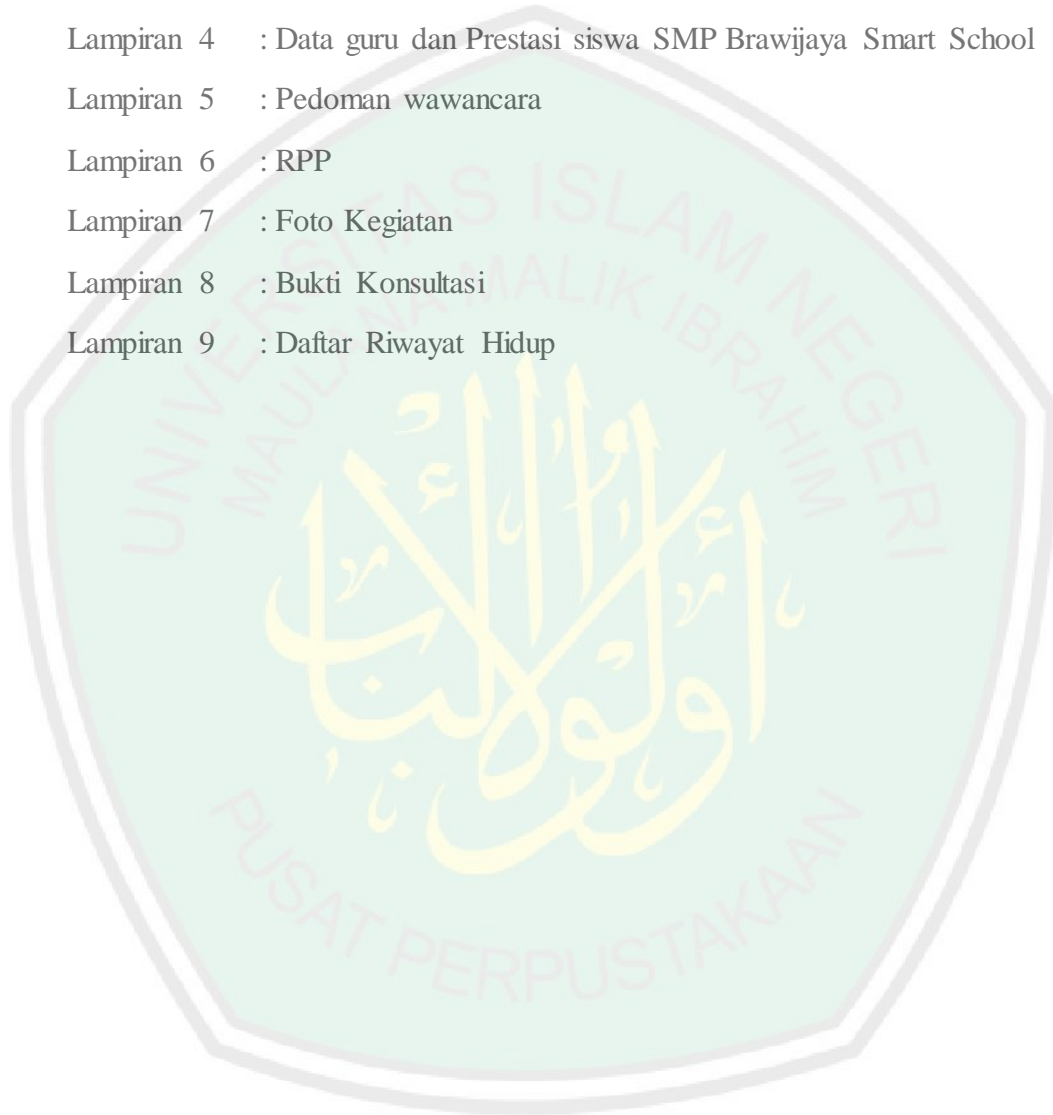 Lampiran 4 : Data guru dan Prestasi siswa SMP Brawijaya Smart School
Lampiran 5 : Pedoman wawancara
Lampiran 6 : RPP
Lampiran 7 : Foto Kegiatan
Lampiran 8 : Bukti Konsultasi
Lampiran 9 : Daftar Riwayat Hidup
UNIVERSITAS ISLAM NEGERI
MAULANA MALIK IBRAHIM
أولوا الألباب
PUSAT PERPUSTAKAAN